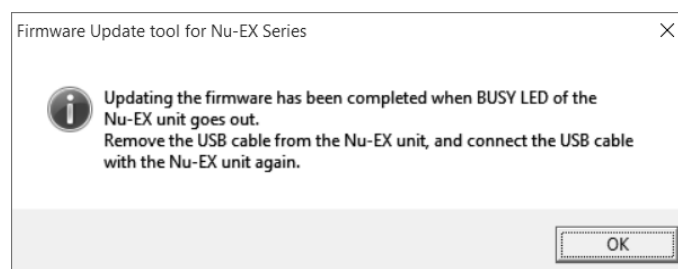 Firmware Update tool for Nu-EX Series
Updating the firmware has been completed when BUSY LED of the
Nu-EX unit goes out.
Remove the USB cable from the Nu-EX unit, and connect the USB cable
with the Nu-EX unit again.
OK